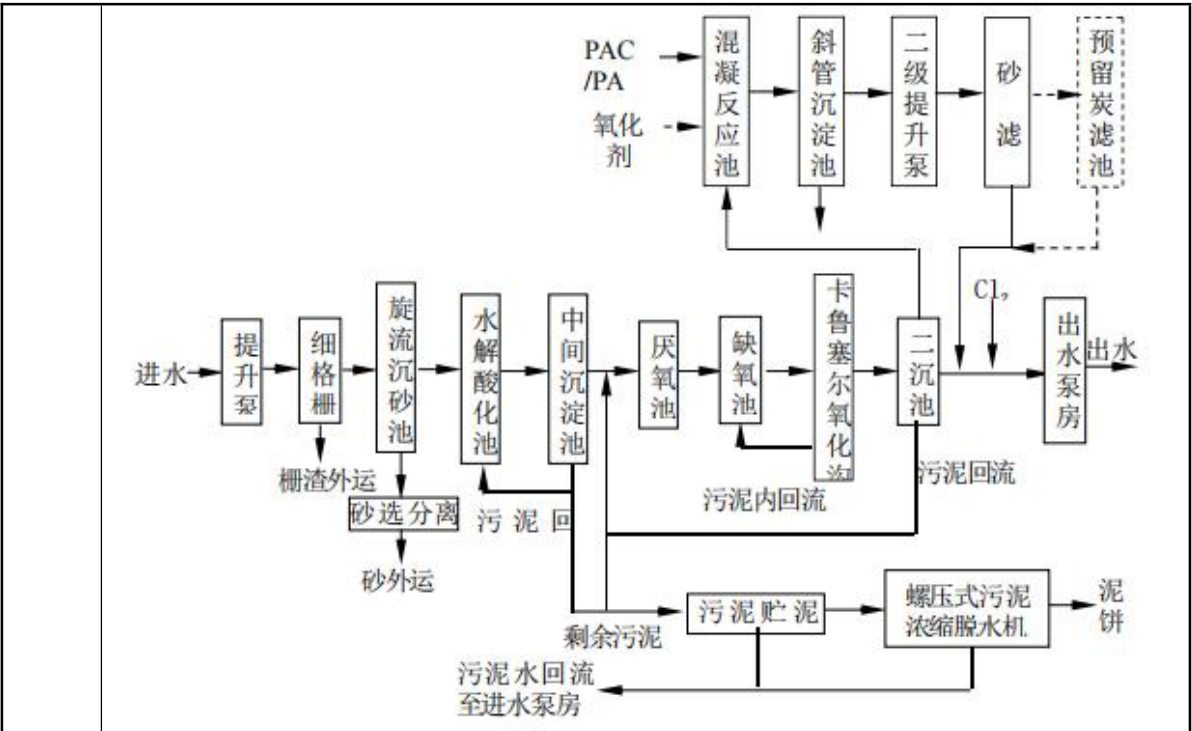 PAC
/PA
氧化
剂
混凝反应池
斜管沉淀池
二级提升泵
砂滤
预留炭滤池
进水
提升泵
细格栅
旋流沉砂池
水解酸化池
中间沉淀池
厌氧池
缺氧池
卡鲁塞尔氧化沟
二沉池
Cl,
出水泵房
出水
栅渣外运
砂选分离
砂外运
污泥回
污泥内回流
污泥回流
剩余污泥
污泥贮泥
螺压式污泥
浓缩脱水机
泥
饼
污泥水回流
至进水泵房